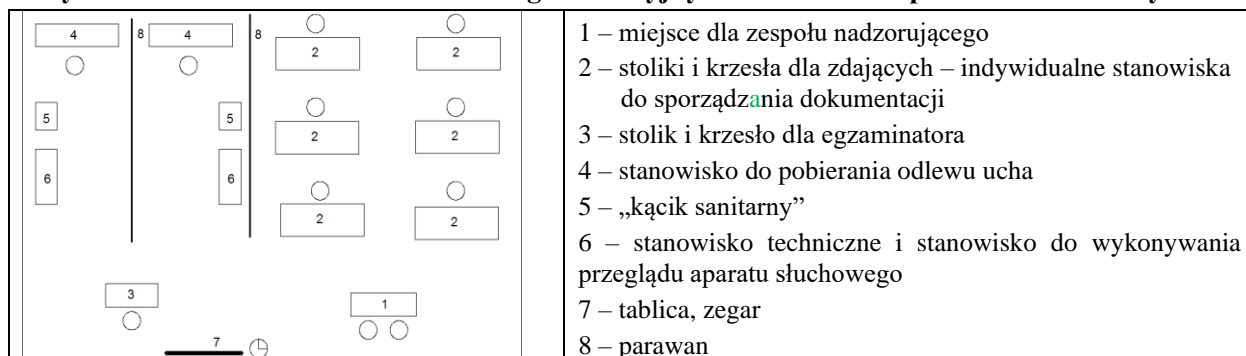 4 8 4 8
2 2
5 5
2 2
6 6
2 2
3
1
7
1 – miejsce dla zespołu nadzorującego
2 – stoliki i krzesła dla zdających – indywidualne stanowiska
do sporządzania dokumentacji
3 – stolik i krzesło dla egzaminatora
4 – stanowisko do pobierania odlewu ucha
5 – „kącik sanitarny”
6 – stanowisko techniczne i stanowisko do wykonywania
przeglądu aparatu słuchowego
7 – tablica, zegar
8 – parawan